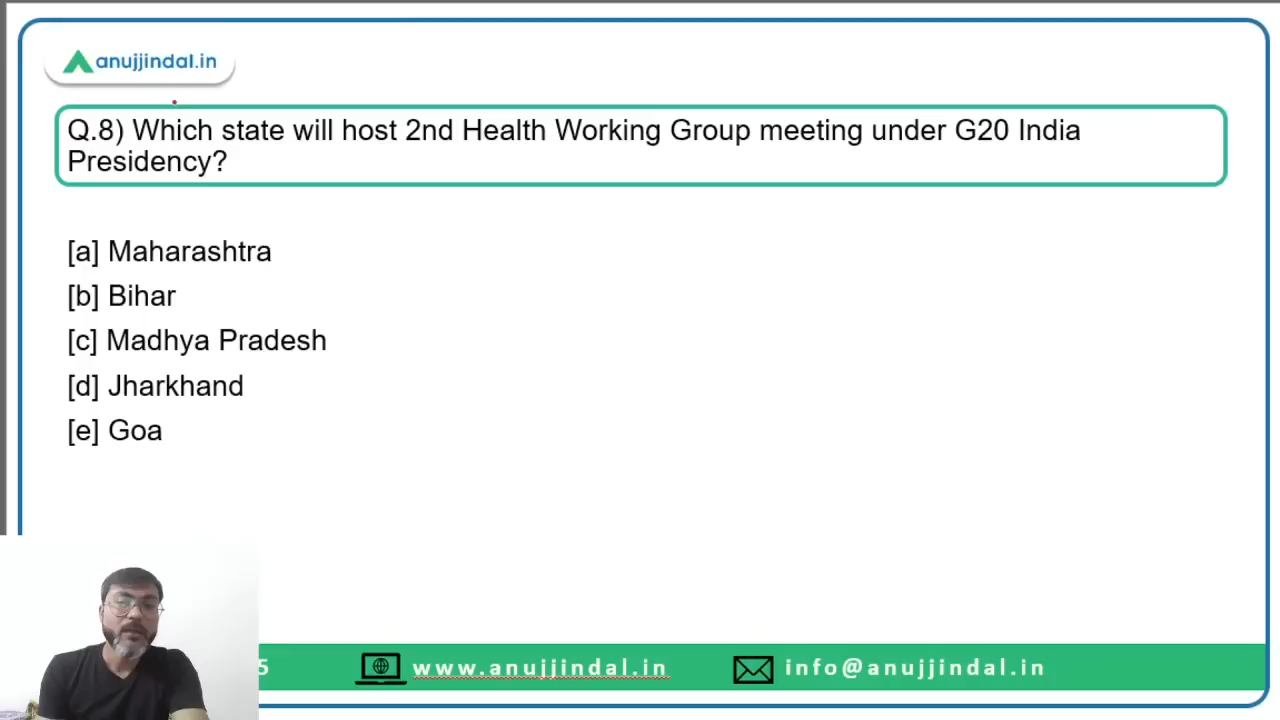 anujjindal.in
Q.8) Which state will host 2nd Health Working Group meeting under G20 India
Presidency?
[a] Maharashtra
[b] Bihar
[c] Madhya Pradesh
[d] Jharkhand
[e] Goa
5 www.anujjindal.in info@anujjindal.in